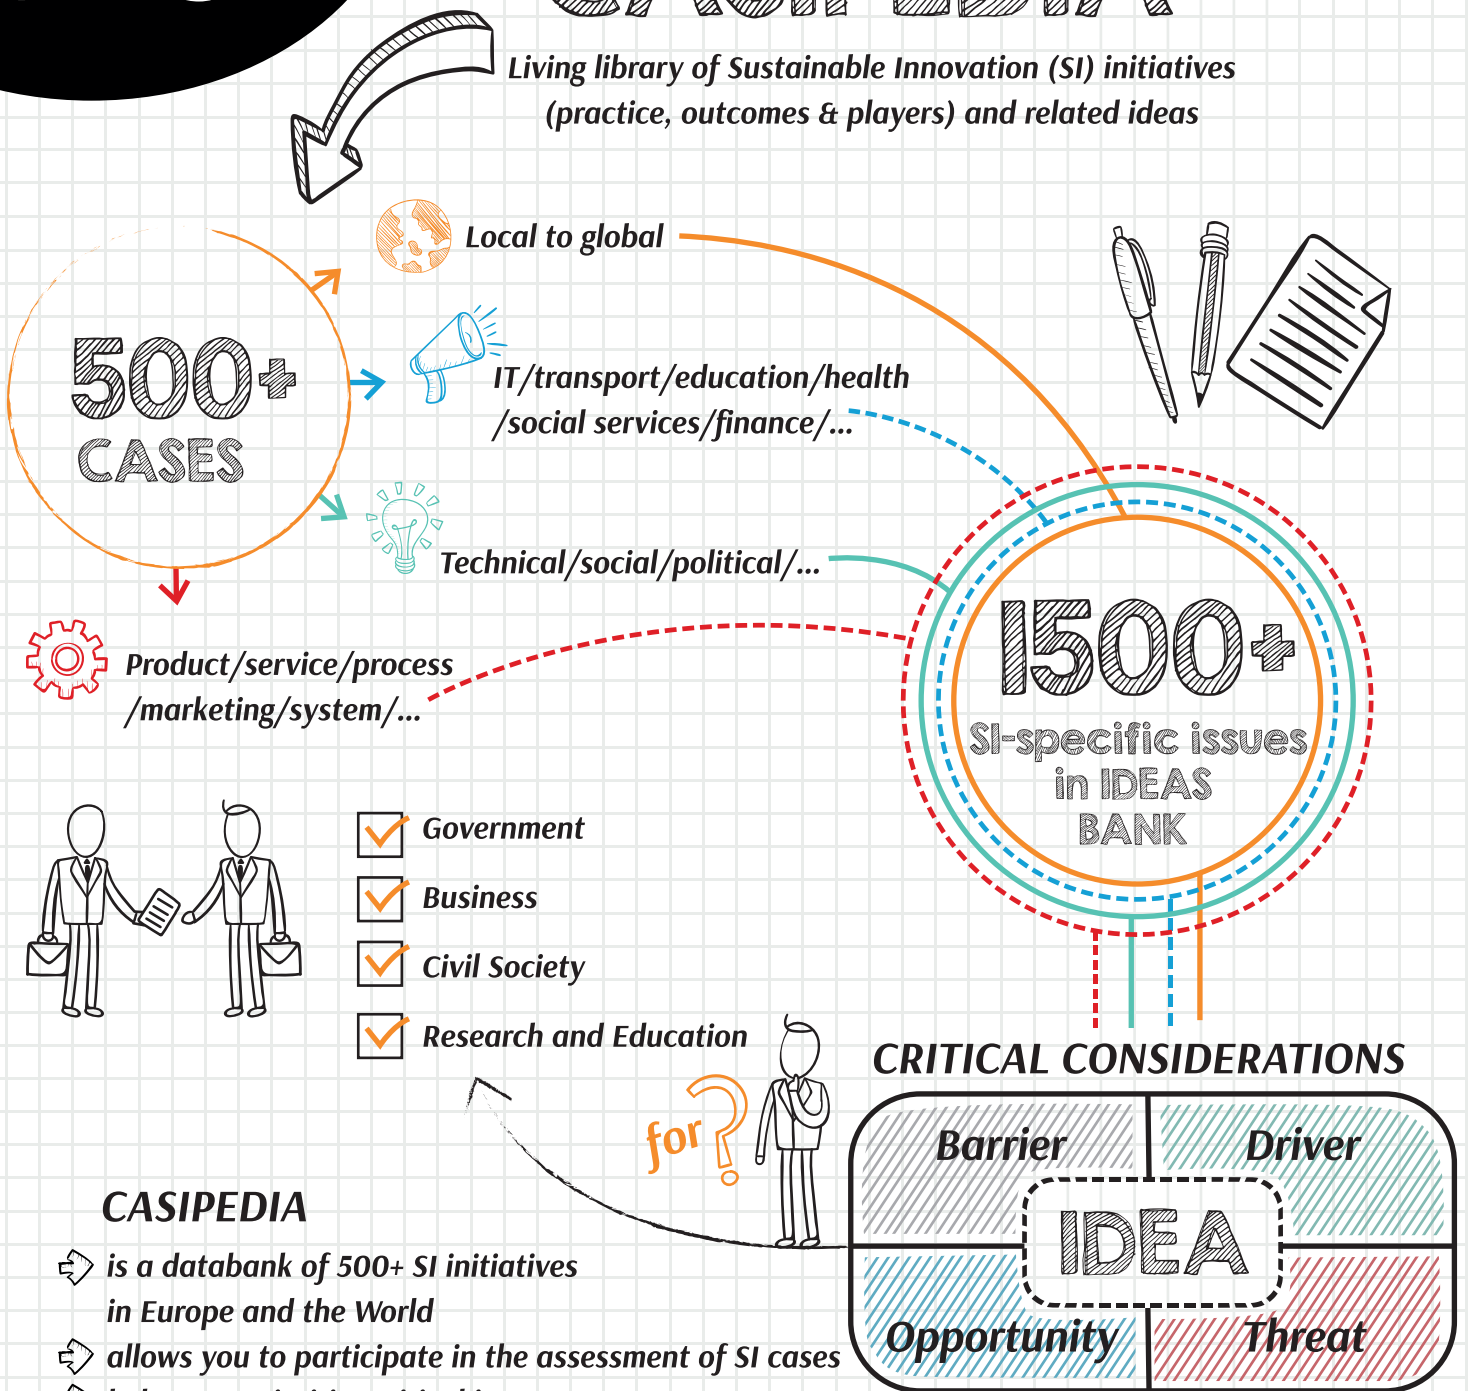 CASIPEDIA
Living library of Sustainable Innovation (SI) initiatives
(practice, outcomes & players) and related ideas
Local to global
500+
CASES
IT/transport/education/health
/social services/finance/...
Technical/social/political/...
Product/service/process
/marketing/system/...
1500+
SI-specific issues
in IDEAS
BANK
Government
Business
Civil Society
Research and Education
for?
CRITICAL CONSIDERATIONS
Barrier
Driver
IDEA
Opportunity
Threat
CASIPEDIA
is a databank of 500+ SI initiatives
in Europe and the World
allows you to participate in the assessment of SI cases